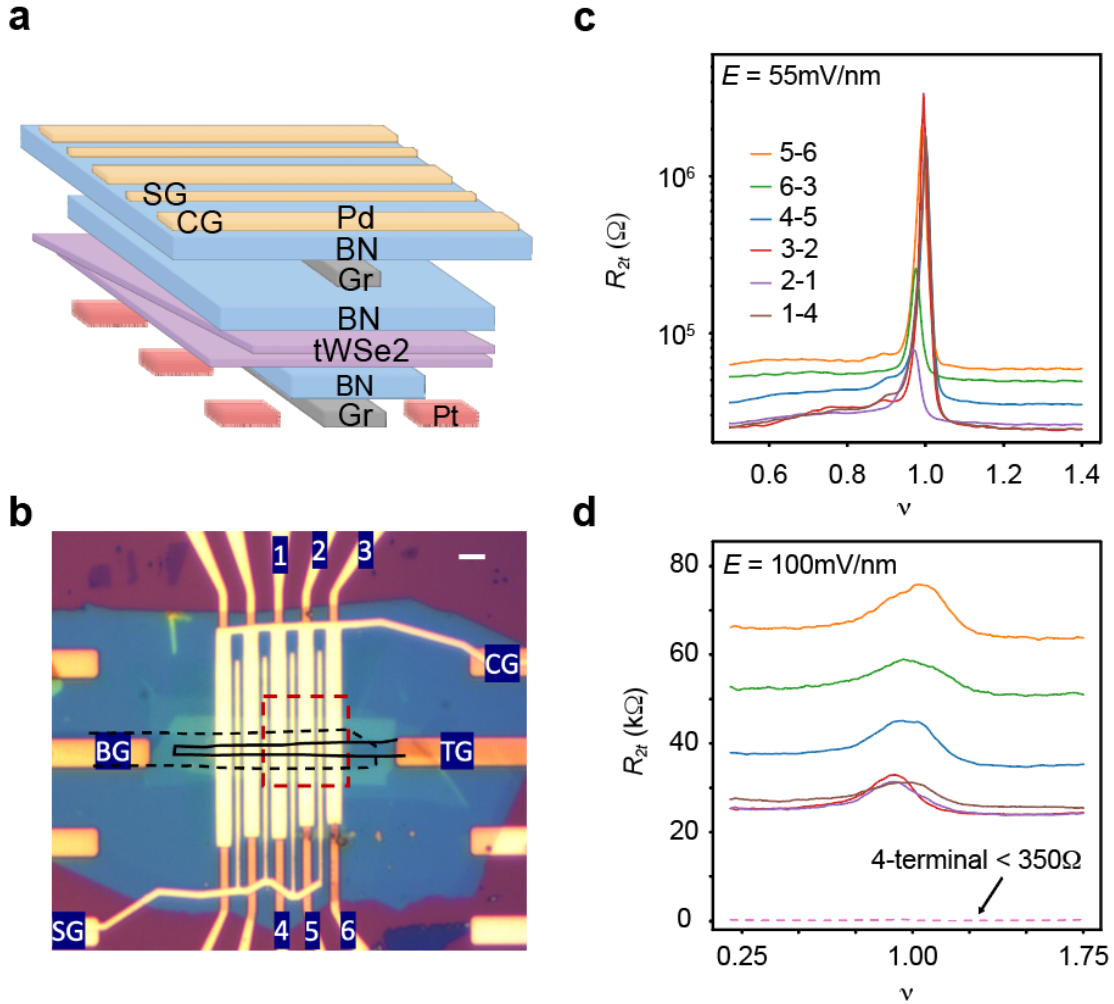 a
SG
CG
Pd
BN
Gr
BN
tWSe2
BN
Gr
Pt
b
1
2
3
CG
BG
TG
SG
4
5
6
c
E = 55mV/nm
5-6
6-3
4-5
3-2
2-1
1-4
10⁶
10⁵
R2t (Ω)
0.6 0.8 1.0 1.2 1.4
ν
d
E = 100mV/nm
80
60
40
20
0
R2t (kΩ)
4-terminal < 350Ω
0.25 1.00 1.75
ν